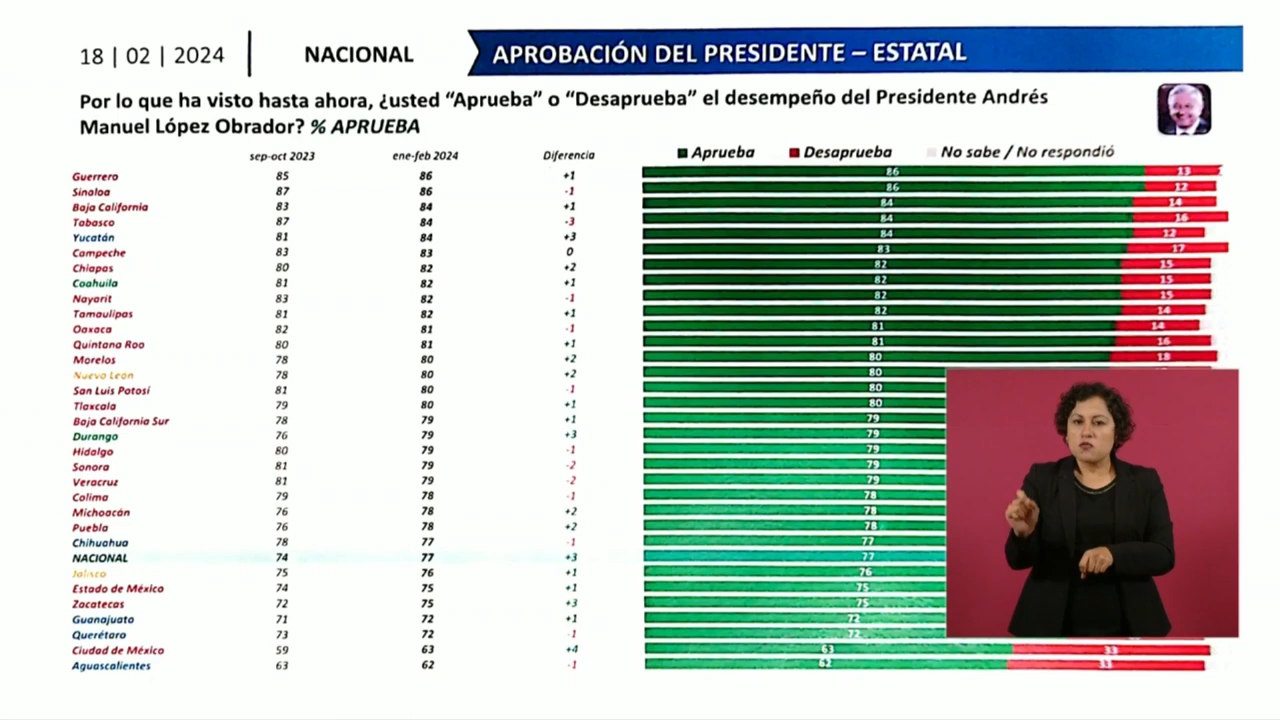 18 | 02 | 2024 NACIONAL APROBACIÓN DEL PRESIDENTE – ESTATAL
Por lo que ha visto hasta ahora, ¿usted “Aprueba” o “Desaprueba” el desempeño del Presidente Andrés
Manuel López Obrador? % APRUEBA
sep-oct 2023 ene-feb 2024 Diferencia Aprueba Desaprueba No sabe / No respondió
Guerrero 85 86 +1 86 13
Sinaloa 87 86 -1 86 12
Baja California 83 84 +1 84 14
Tabasco 87 84 -3 84 16
Yucatán 81 84 +3 84 12
Campeche 83 83 0 83 17
Chiapas 80 82 +2 82 15
Coahuila 81 82 +1 82 15
Nayarit 83 82 -1 82 15
Tamaulipas 81 82 +1 82 14
Oaxaca 82 81 -1 81 14
Quintana Roo 80 81 +1 81 16
Morelos 78 80 +2 80 18
Nuevo León 78 80 +2 80
San Luis Potosí 81 80 -1 80
Tlaxcala 79 80 +1 80
Baja California Sur 78 79 +1 79
Durango 76 79 +3 79
Hidalgo 80 79 -1 79
Sonora 81 79 -2 79
Veracruz 81 79 -2 79
Colima 79 78 -1 78
Michoacán 76 78 +2 78
Puebla 76 78 +2 78
Chihuahua 78 77 -1 77
NACIONAL 74 77 +3 77
Jalisco 75 76 +1 76
Estado de México 74 75 +1 75
Zacatecas 72 75 +3 75
Guanajuato 71 72 +1 72
Querétaro 73 72 -1 72
Ciudad de México 59 63 +4 63 33
Aguascalientes 63 62 -1 62 33